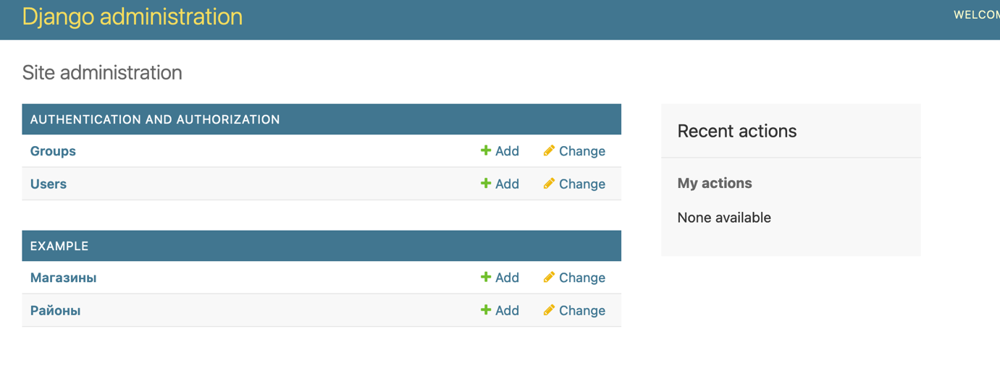 Django administration
WELCOM
Site administration
AUTHENTICATION AND AUTHORIZATION
Groups Add Change
Users Add Change
EXAMPLE
Магазины Add Change
Районы Add Change
Recent actions
My actions
None available